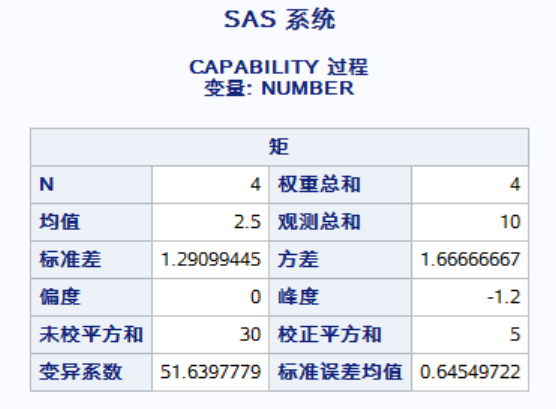 SAS 系统
CAPABILITY 过程
变量: NUMBER
矩
N 4 权重总和 4
均值 2.5 观测总和 10
标准差 1.29099445 方差 1.66666667
偏度 0 峰度 -1.2
未校平方和 30 校正平方和 5
变异系数 51.6397779 标准误差均值 0.64549722